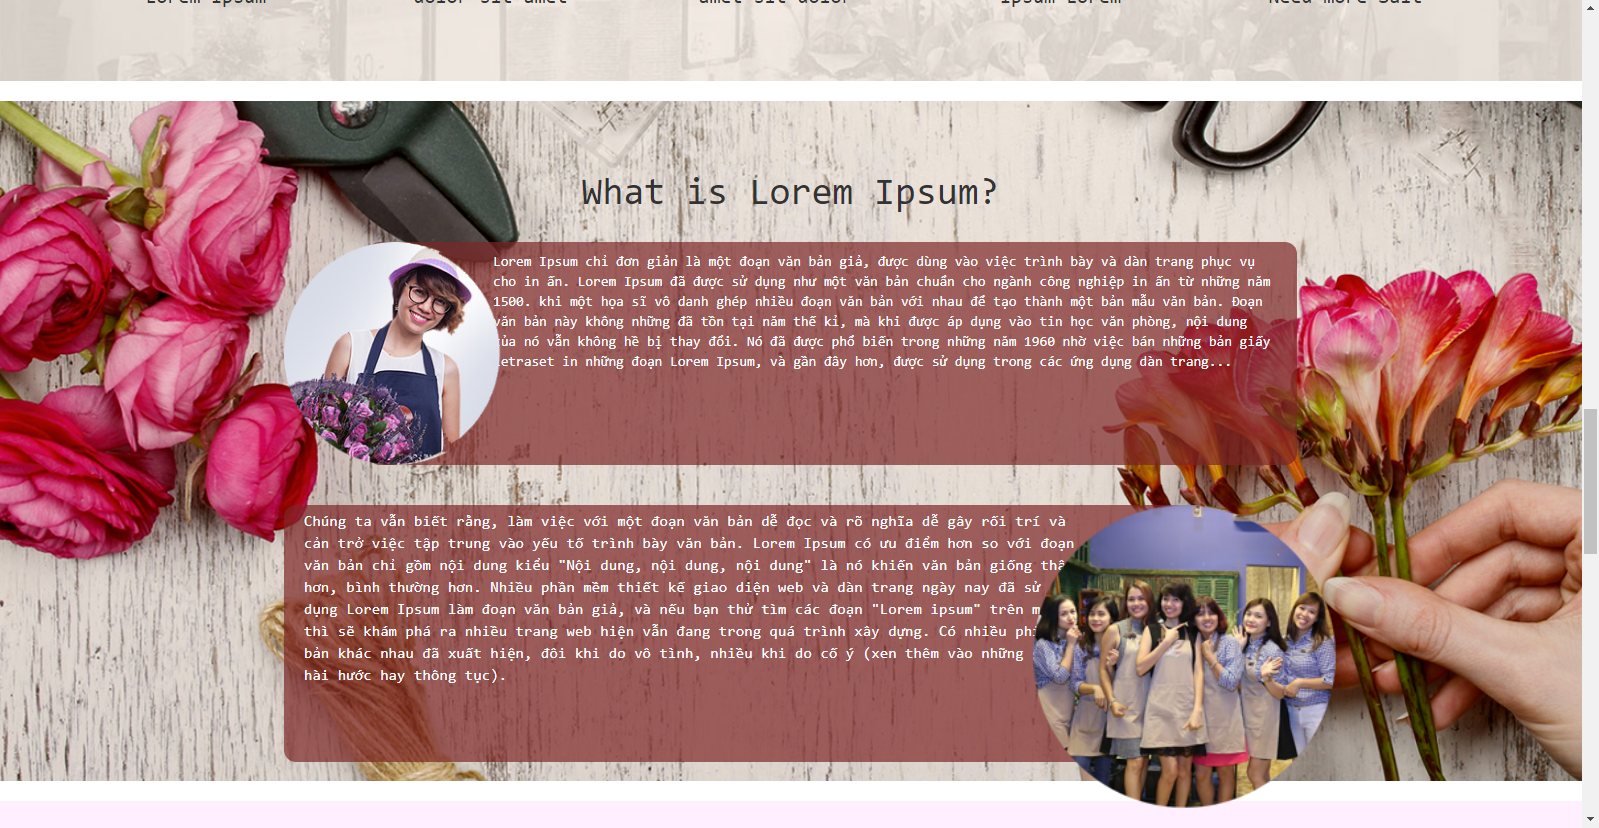 Lorem Ipsum
dolor sit amet
amet sit dolor
Ipsum Lorem
Need more Salt
30.-
What is Lorem Ipsum?
Lorem Ipsum chỉ đơn giản là một đoạn văn bản giả, được dùng vào việc trình bày và dàn trang phục vụ
cho in ấn. Lorem Ipsum đã được sử dụng như một văn bản chuẩn cho ngành công nghiệp in ấn từ những năm
1500. khi một họa sĩ vô danh ghép nhiều đoạn văn bản với nhau để tạo thành một bản mẫu văn bản. Đoạn
văn bản này không những đã tồn tại năm thế kỉ, mà khi được áp dụng vào tin học văn phòng, nội dung
của nó vẫn không hề bị thay đổi. Nó đã được phổ biến trong những năm 1960 nhờ việc bán những bản giấy
Letraset in những đoạn Lorem Ipsum, và gần đây hơn, được sử dụng trong các ứng dụng dàn trang...
Chúng ta vẫn biết rằng, làm việc với một đoạn văn bản dễ đọc và rõ nghĩa dễ gây rối trí và
cản trở việc tập trung vào yếu tố trình bày văn bản. Lorem Ipsum có ưu điểm hơn so với đoạn
văn bản chỉ gồm nội dung kiểu "Nội dung, nội dung, nội dung" là nó khiến văn bản giống
hơn, bình thường hơn. Nhiều phần mềm thiết kế giao diện web và dàn trang ngày nay đã sử
dụng Lorem Ipsum làm đoạn văn bản giả, và nếu bạn thử tìm các đoạn "Lorem ipsum" trên
thì sẽ khám phá ra nhiều trang web hiện vẫn đang trong quá trình xây dựng. Có nhiều
bản khác nhau đã xuất hiện, đôi khi do vô tình, nhiều khi do cố ý (xen thêm vào những
hài hước hay thông tục).